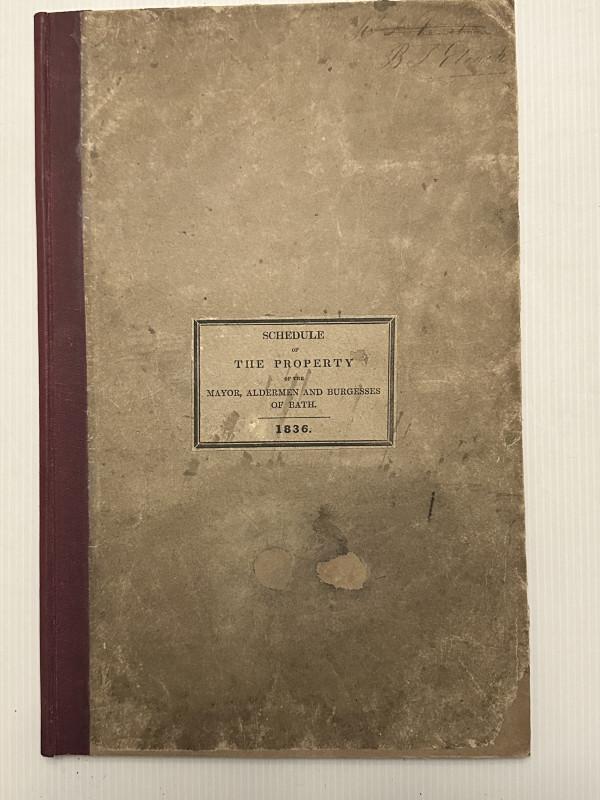 SCHEDULE
OF
THE PROPERTY
OF THE
MAYOR, ALDERMEN AND BURGESSES
OF BATH.
1836.